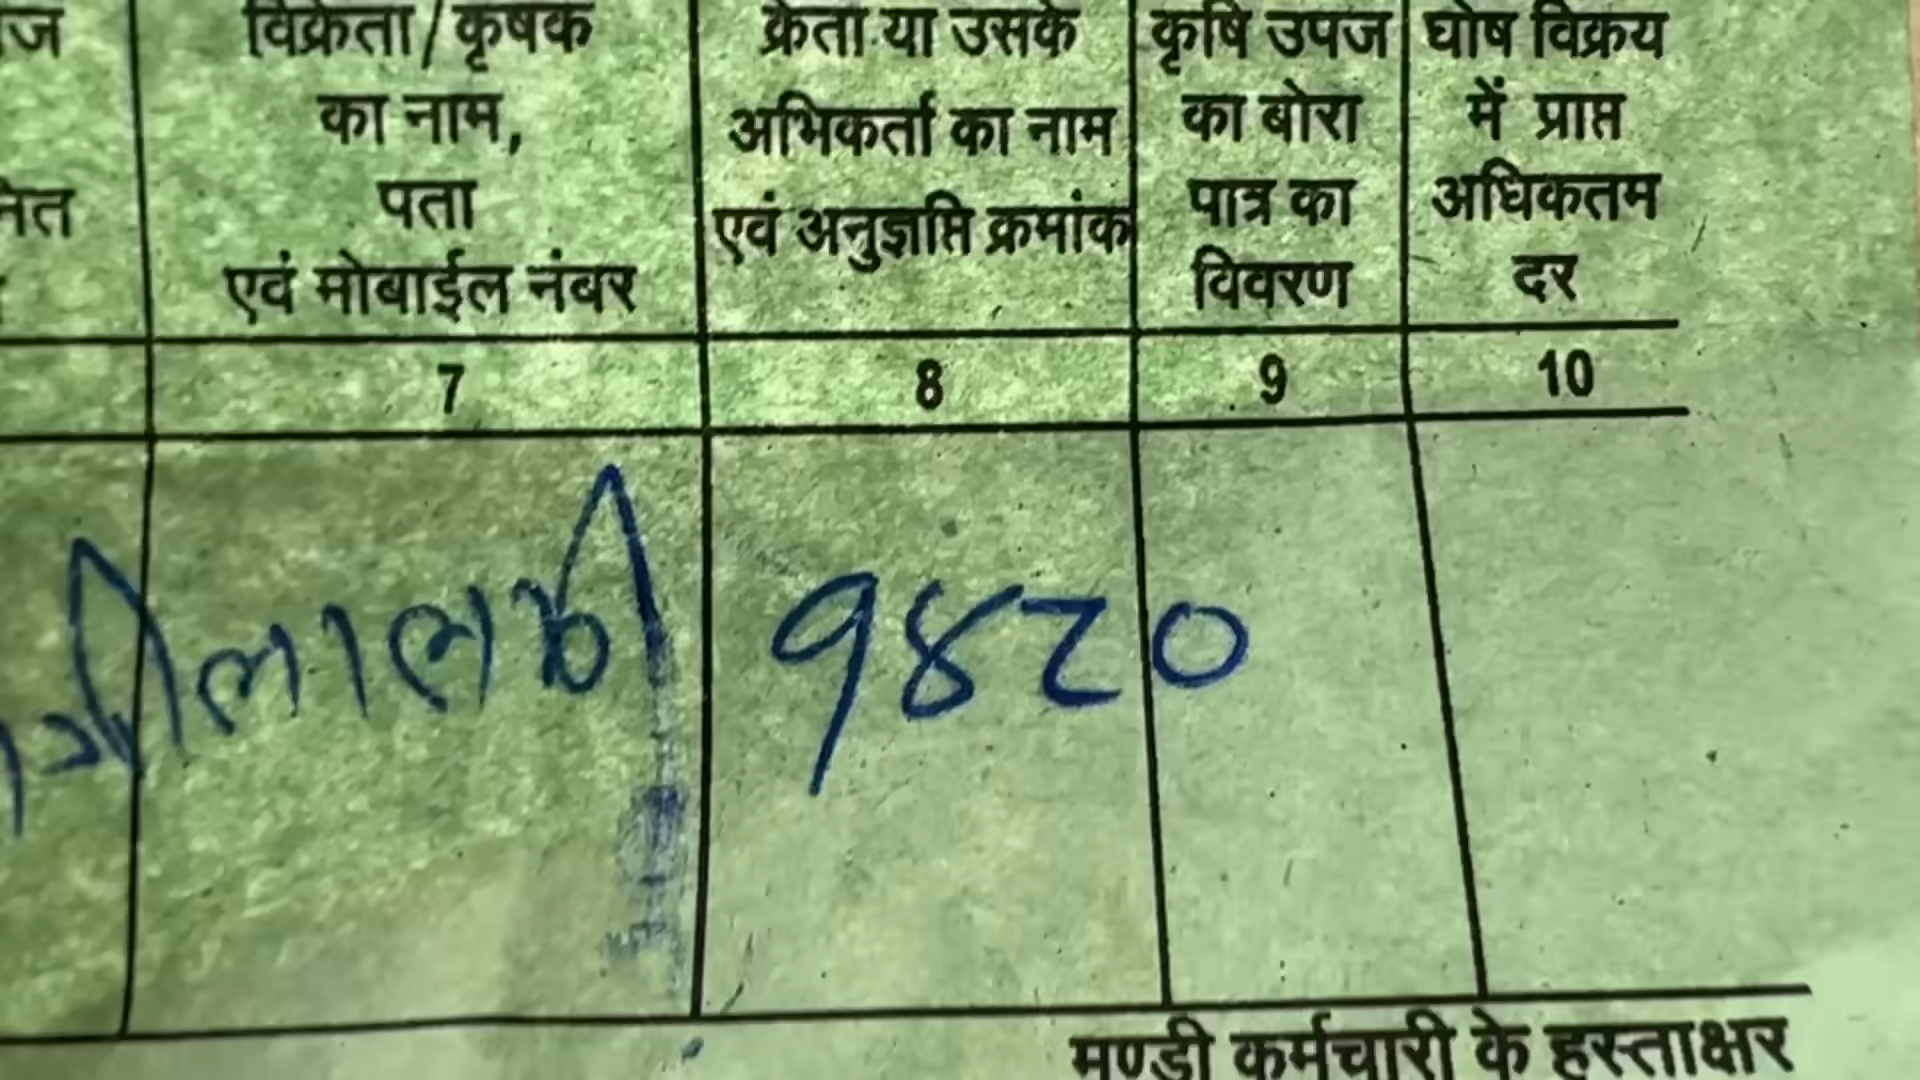 विक्रेता/कृषक
का नाम,
पता
एवं मोबाईल नंबर
क्रेता या उसके
अभिकर्ता का नाम
एवं अनुज्ञप्ति क्रमांक
कृषि उपज
का बोरा
पात्र का
विवरण
घोष विक्रय
में प्राप्त
अधिकतम
दर
7 8 9 10
९४८०
मण्डी कर्मचारी के हस्ताक्षर